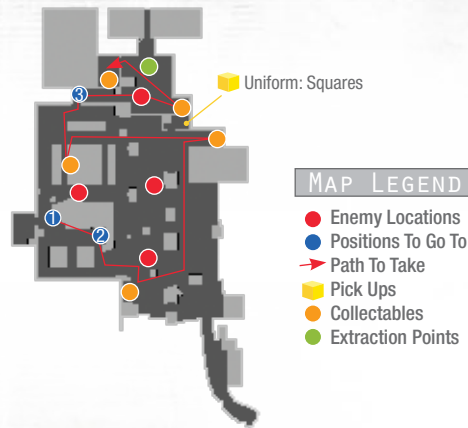 3
Uniform: Squares
1
2
MAP LEGEND
Enemy Locations
Positions To Go To
Path To Take
Pick Ups
Collectables
Extraction Points